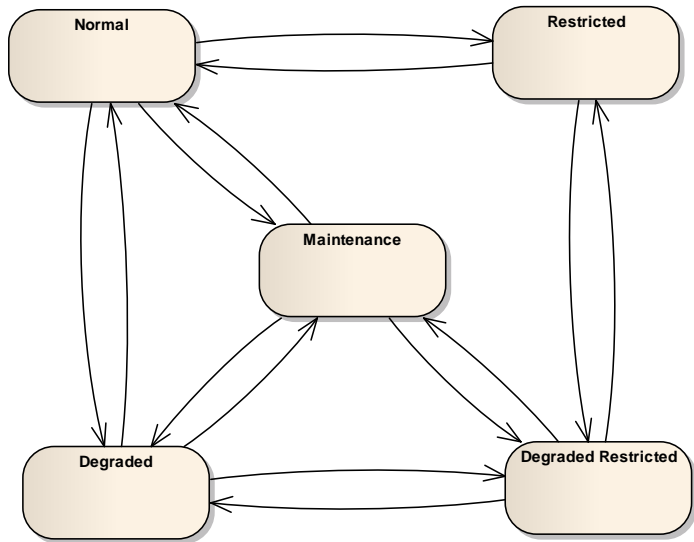 Normal
Restricted
Maintenance
Degraded
Degraded Restricted